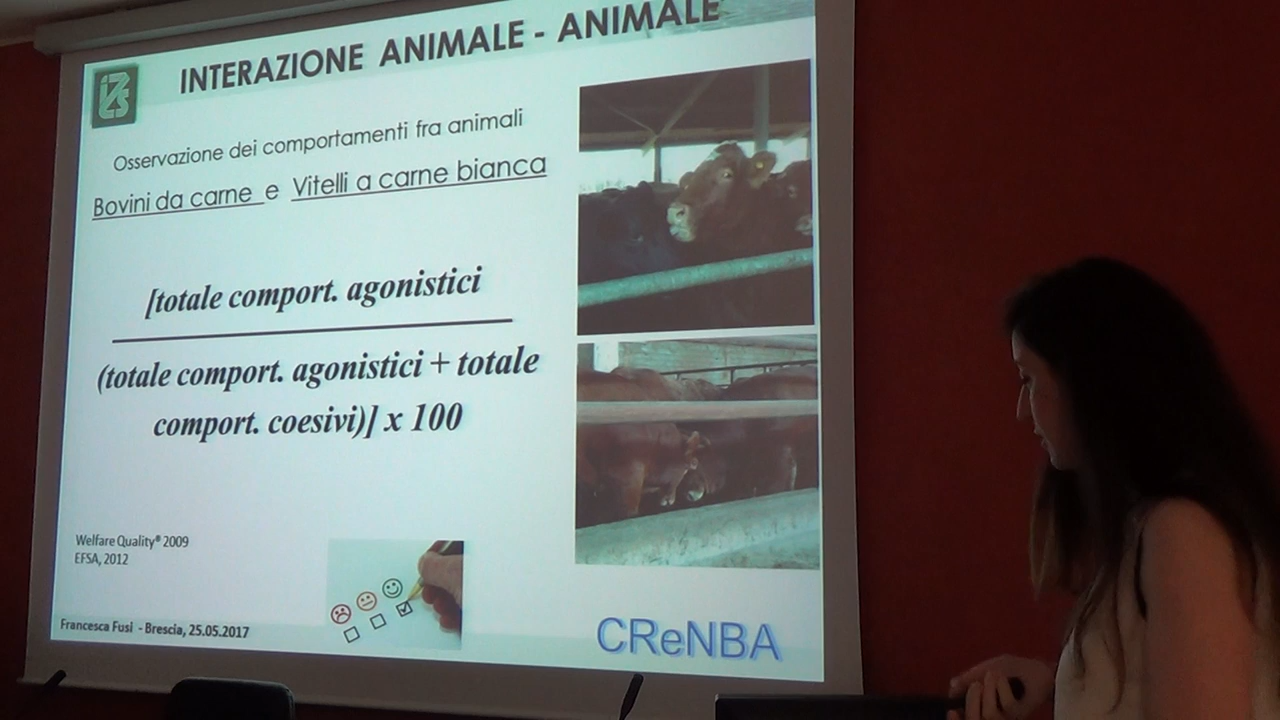 INTERAZIONE ANIMALE - ANIMALE
Osservazione dei comportamenti fra animali
Bovini da carne e Vitelli a carne bianca
[totale comport. agonistici
(totale comport. agonistici + totale
comport. coesivi)] x 100
Welfare Quality® 2009
EFSA, 2012
Francesca Fusi - Brescia, 25.05.2017
CReNBA